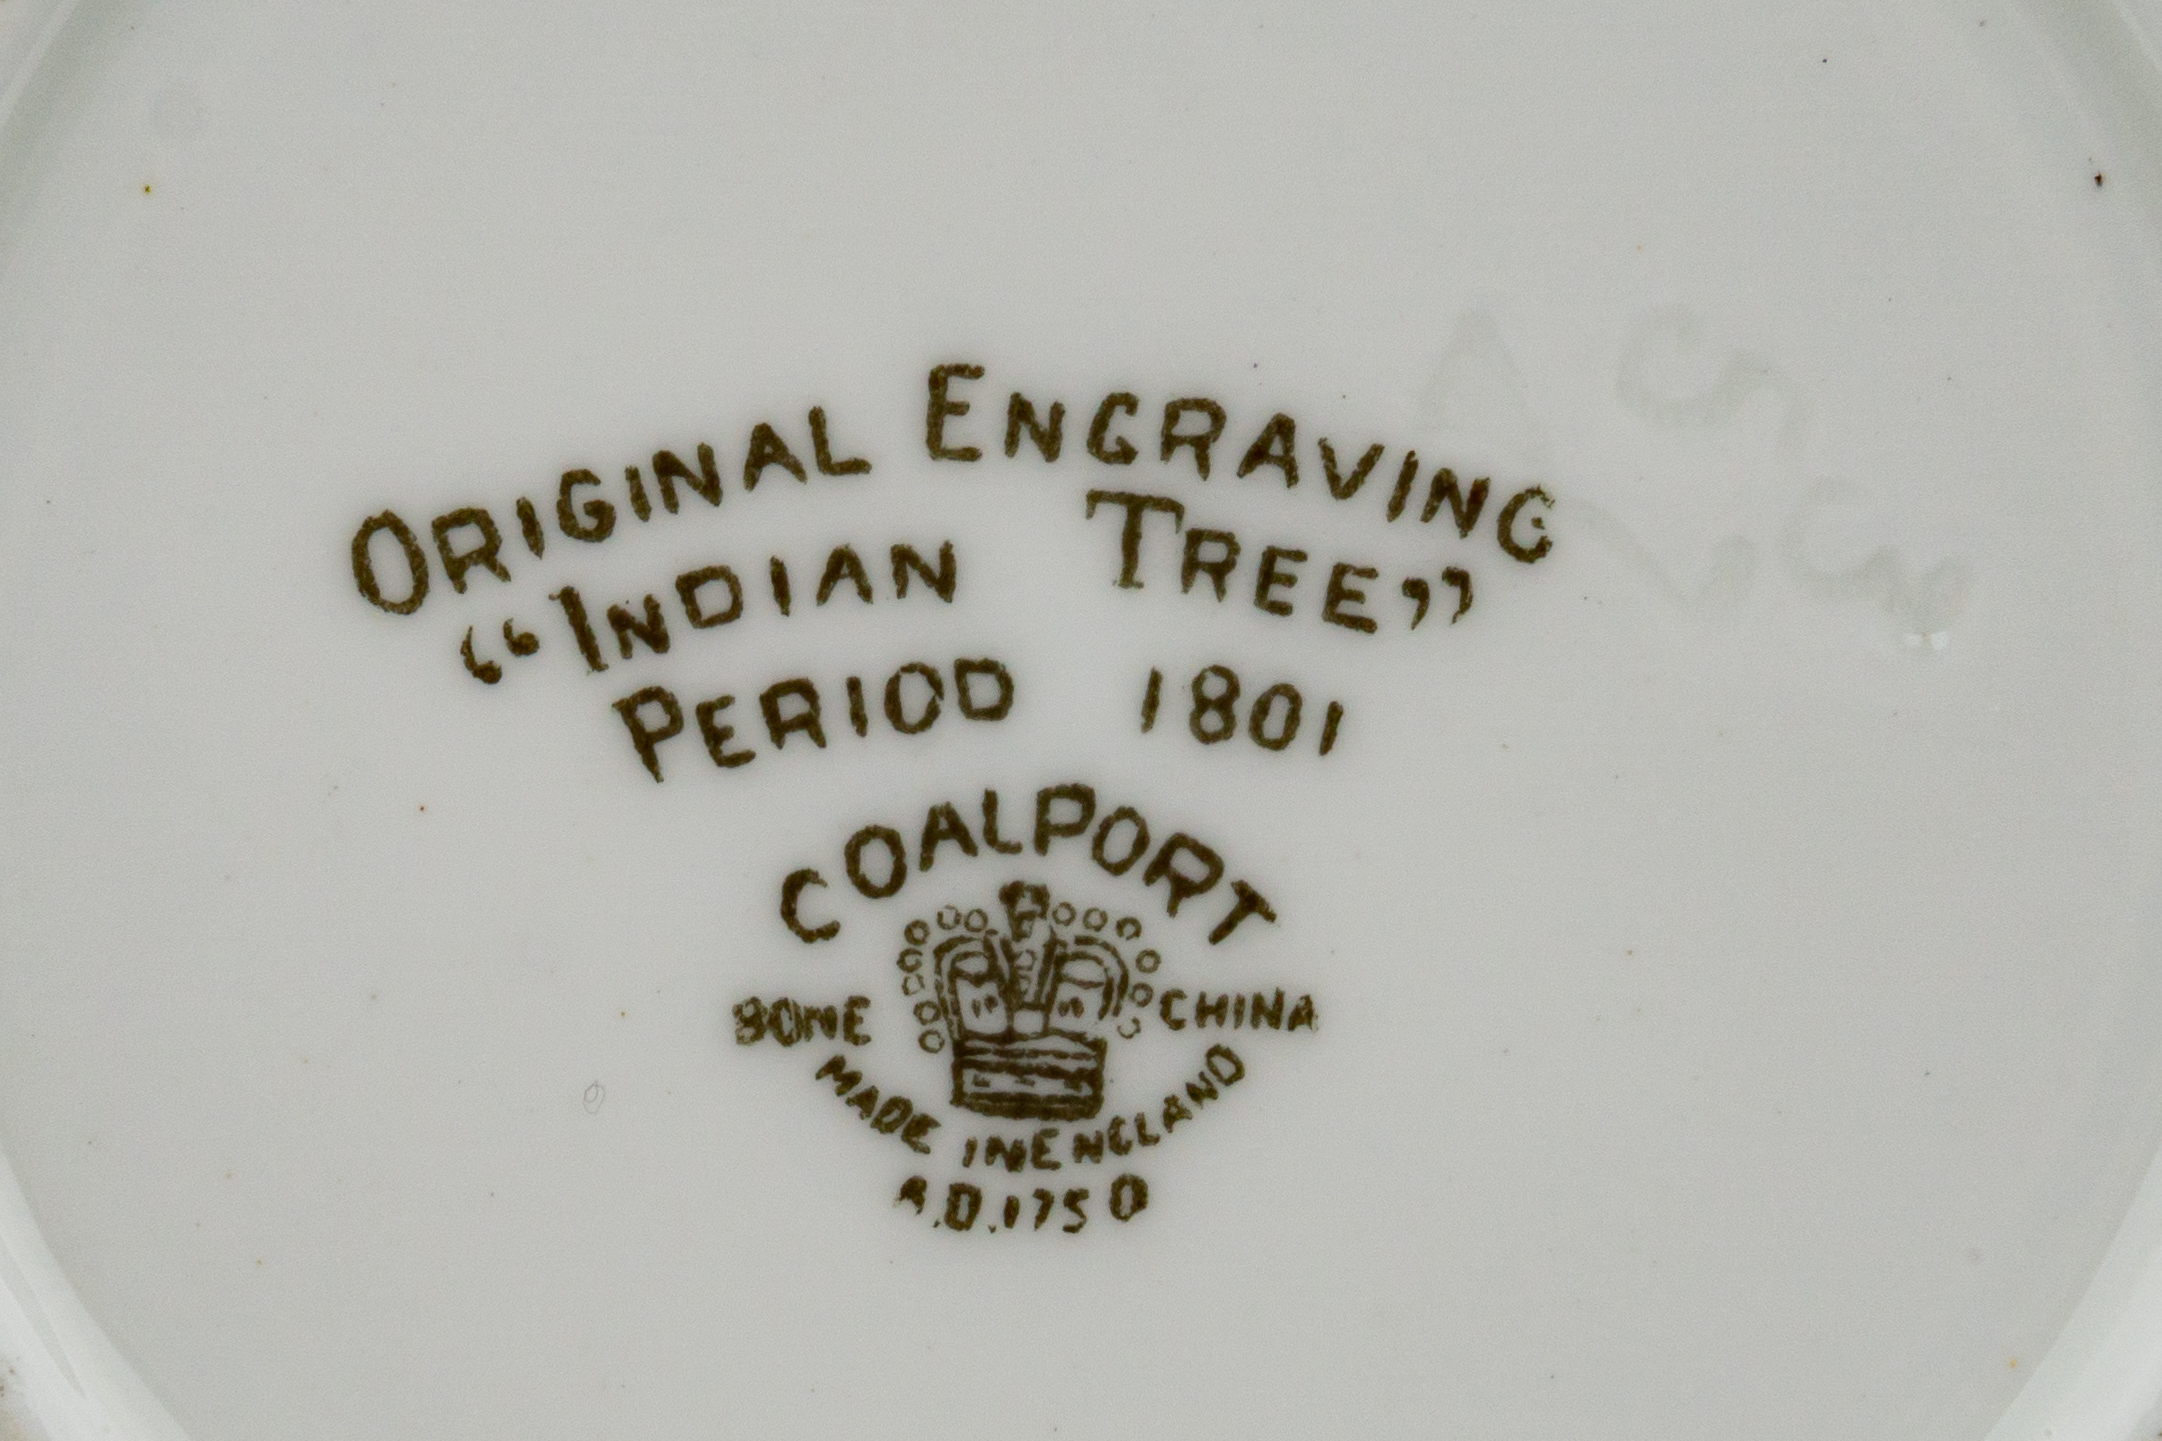 ORIGINAL ENGRAVING
“INDIAN TREE”
PERIOD 1801
COALPORT
BONE CHINA
MADE IN ENGLAND
A.D.1750